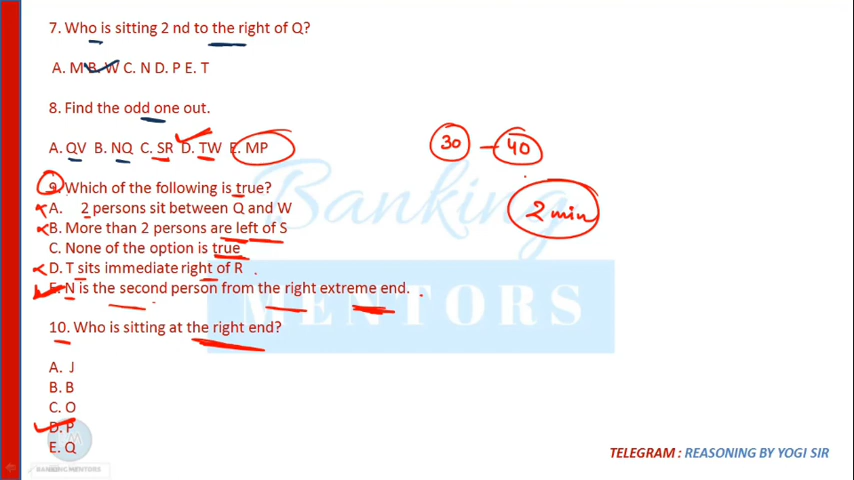 7. Who is sitting 2 nd to the right of Q?
A. M B. W C. N D. P E. T
8. Find the odd one out.
A. QV B. NQ C. SR D. TW E. MP
30 - 40
9. Which of the following is true?
2 min
A. 2 persons sit between Q and W
B. More than 2 persons are left of S
C. None of the option is true
D. T sits immediate right of R
E. N is the second person from the right extreme end.
Banking
MENTORS
10. Who is sitting at the right end?
A. J
B. B
C. O
D. P
E. Q
TELEGRAM : REASONING BY YOGI SIR
BANKING MENTORS